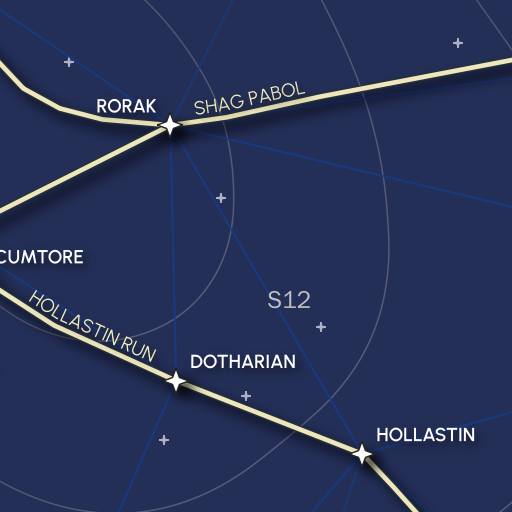 RORAK
SHAG PABOL
CUMTORE
HOLLASTIN RUN
S12
DOTHARIAN
HOLLASTIN